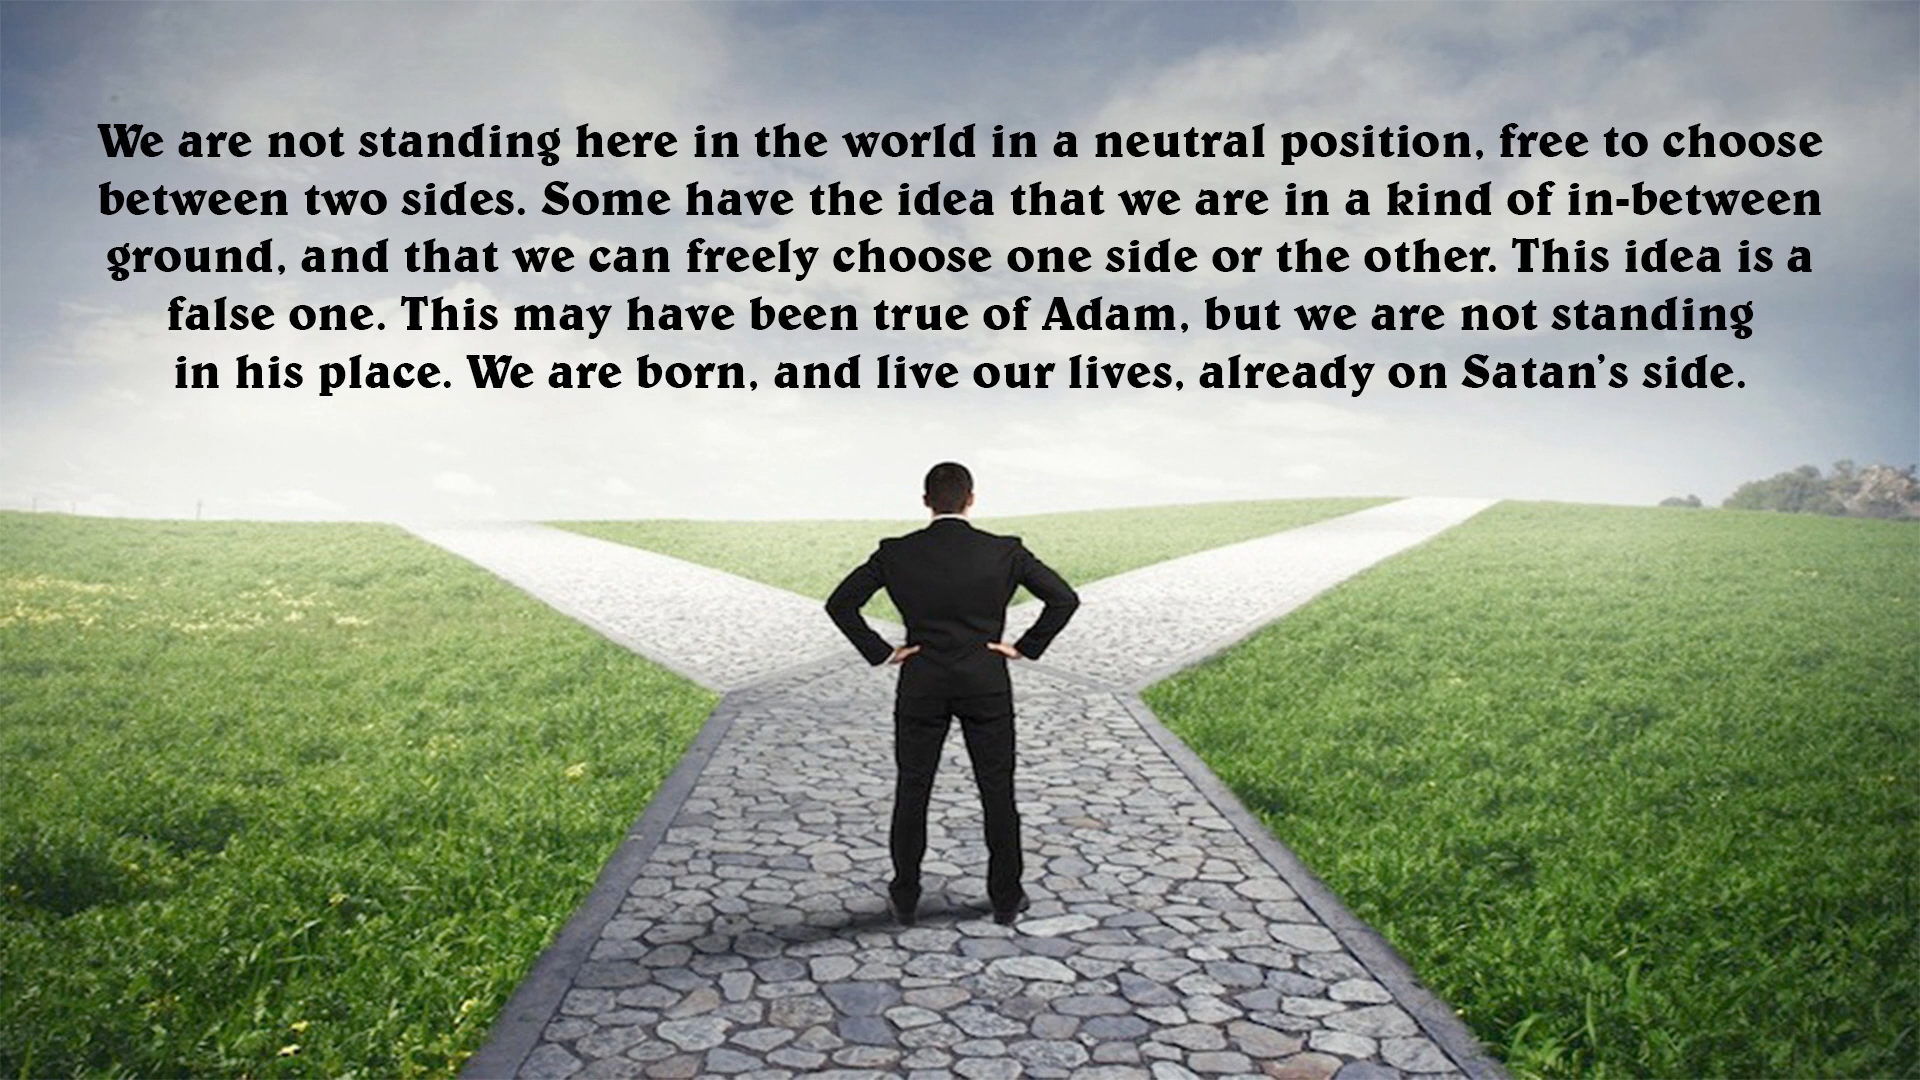 We are not standing here in the world in a neutral position, free to choose
between two sides. Some have the idea that we are in a kind of in-between
ground, and that we can freely choose one side or the other. This idea is a
false one. This may have been true of Adam, but we are not standing
in his place. We are born, and live our lives, already on Satan’s side.